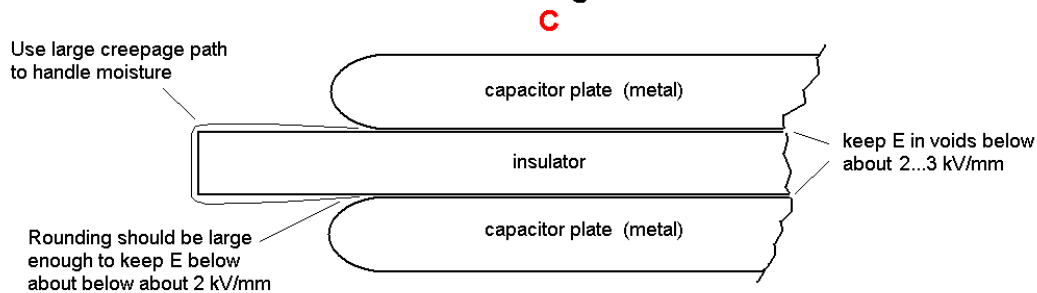 C
Use large creepage path
to handle moisture
capacitor plate (metal)
insulator
keep E in voids below
about 2...3 kV/mm
capacitor plate (metal)
Rounding should be large
enough to keep E below
about below about 2 kV/mm